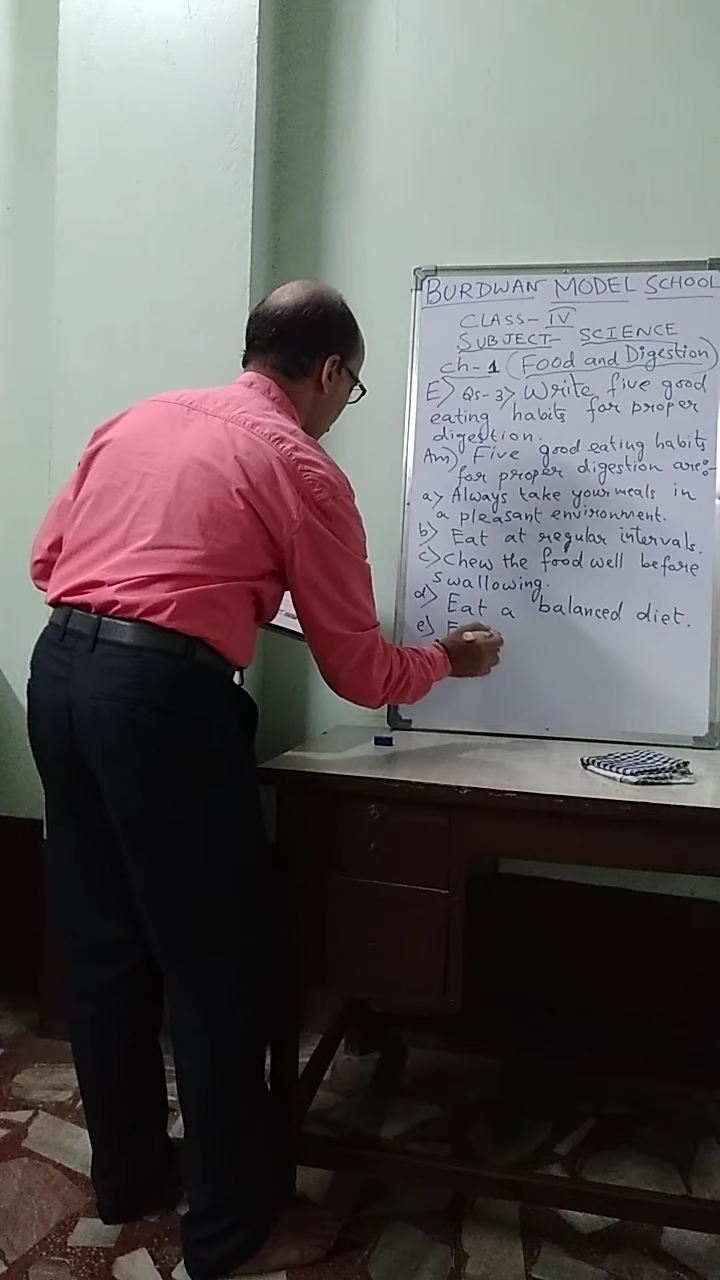 BURDWAN MODEL SCHOOL
CLASS- IV
SUBJECT- SCIENCE
ch-1 (Food and Digestion)
E) Qs-3) Write five good
eating habits for proper
digestion.
Ans) Five good eating habits
for proper digestion are:-
a) Always take your meals in
a pleasant environment.
b) Eat at regular intervals.
c) Chew the food well before
swallowing.
d) Eat a balanced diet.
e) E